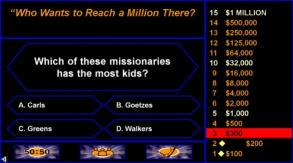 "Who Wants to Reach a Million There?
Which of these missionaries
has the most kids?
A. Carls
B. Goetzes
C. Greens
D. Walkers
50:50
15 $1 MILLION
14 $500,000
13 $250,000
12 $125,000
11 $64,000
10 $32,000
9 $16,000
8 $8,000
7 $4,000
6 $2,000
5 $1,000
4 $500
3 $300
2 $200
1 $100